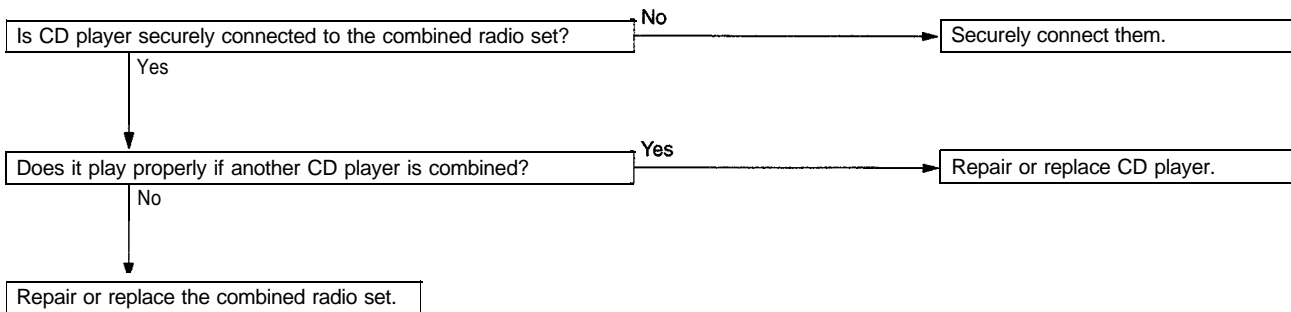 No
Is CD player securely connected to the combined radio set?
Securely connect them.
Yes
Yes
Does it play properly if another CD player is combined?
Repair or replace CD player.
No
Repair or replace the combined radio set.